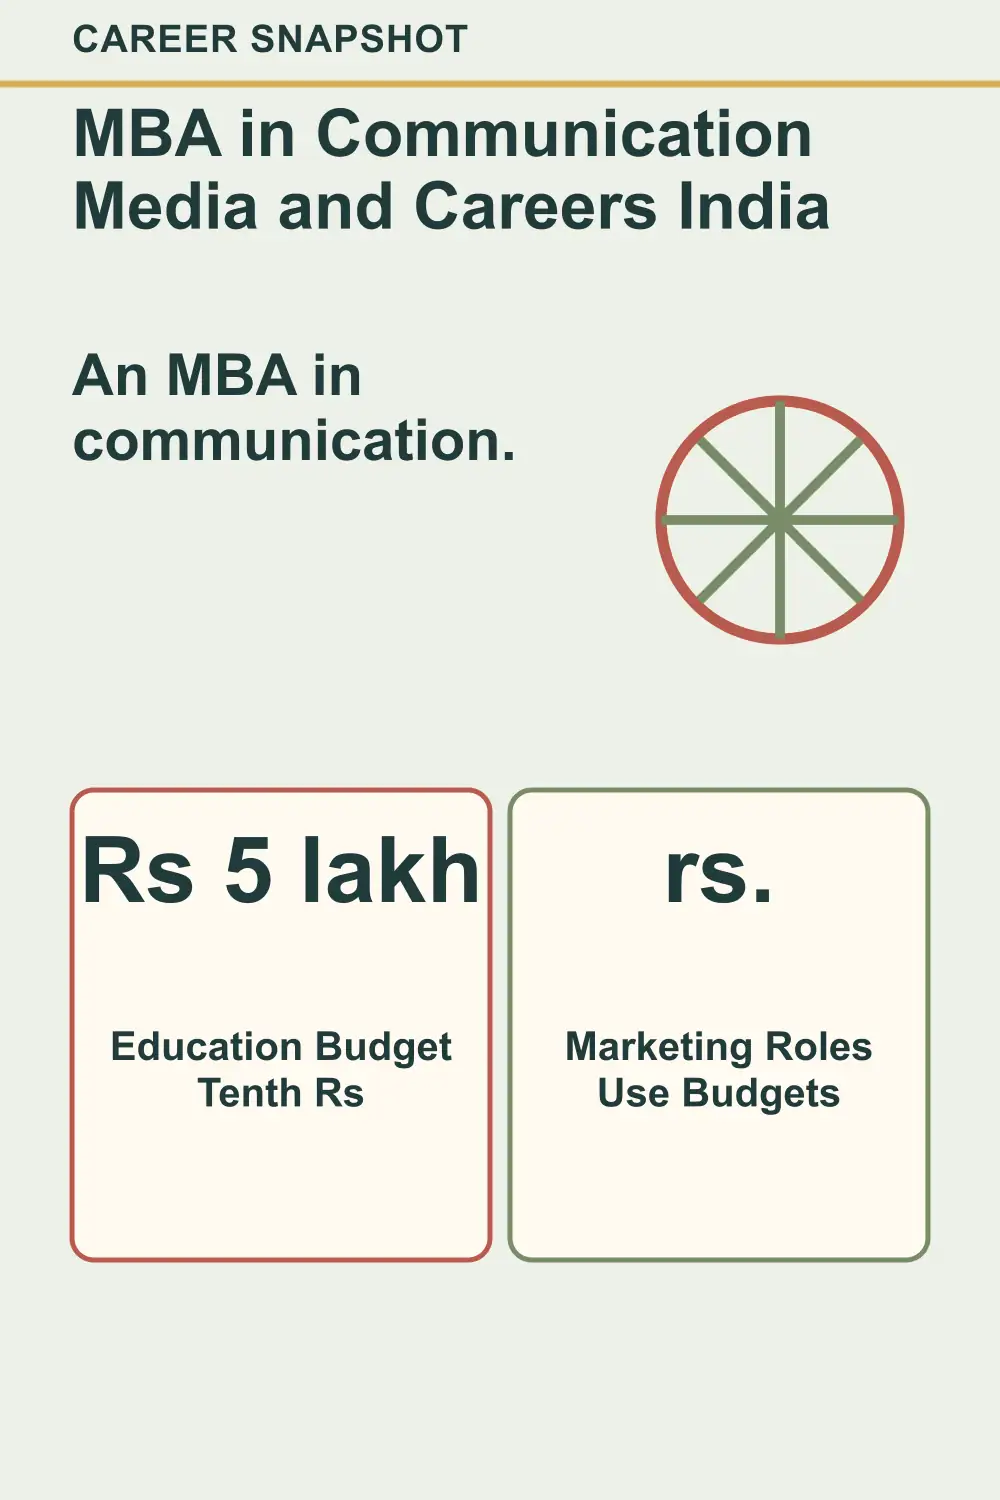 CAREER SNAPSHOT
MBA in Communication
Media and Careers India
An MBA in
communication.
Rs 5 lakh
Education Budget
Tenth Rs
rs.
Marketing Roles
Use Budgets